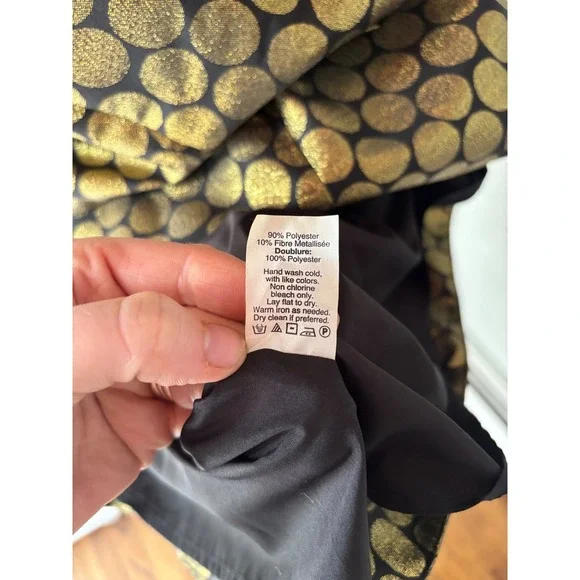 90% Polyester
10% Fibre Metallisée
Doublure:
100% Polyester
Hand wash cold,
with like colors.
Non chlorine
bleach only.
Lay flat to dry.
Warm iron as needed.
Dry clean if preferred.
P